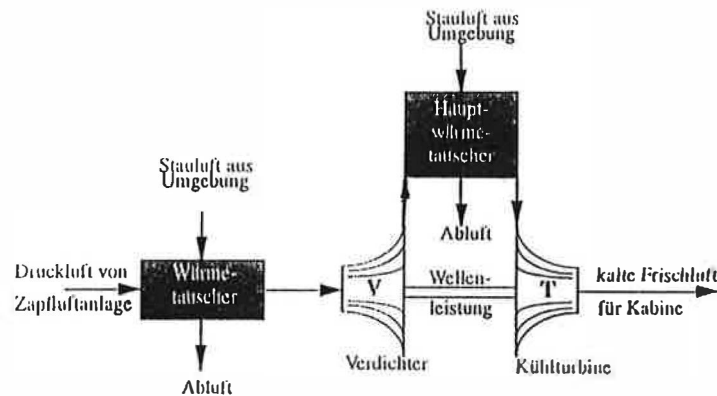 Stauluft aus
Umgebung
Haupt-
wärme-
tauscher
Stauluft aus
Umgebung
Abluft
Druckluft von
Zapfluftanlage
Wärme-
tauscher
V
Wellen-
leistung
T
kalte Frischluft
für Kabine
Verdichter
Kühlturbine
Abluft